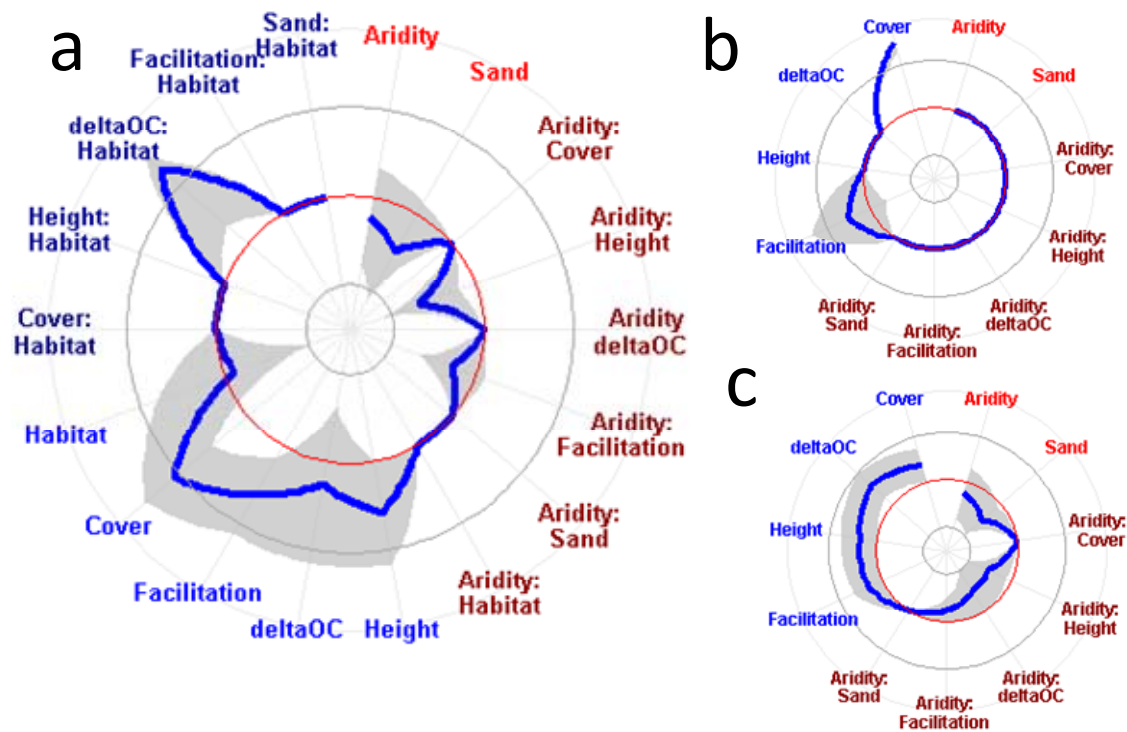 a
Sand:
Habitat
Aridity
Sand
Facilitation:
Habitat
deltaOC:
Habitat
Aridity:
Cover
Height:
Habitat
Aridity:
Height
Cover:
Habitat
Aridity
deltaOC
Habitat
Aridity:
Facilitation
Cover
Aridity:
Sand
Facilitation
Aridity:
Habitat
deltaOC
Height
b
Cover
Aridity
deltaOC
Sand
Height
Aridity:
Cover
Facilitation
Aridity:
Height
Aridity:
Sand
Aridity:
Facilitation
Aridity:
deltaOC
c
Cover
Aridity
deltaOC
Sand
Height
Aridity:
Cover
Facilitation
Aridity:
Height
Aridity:
Sand
Aridity:
Facilitation
Aridity:
deltaOC